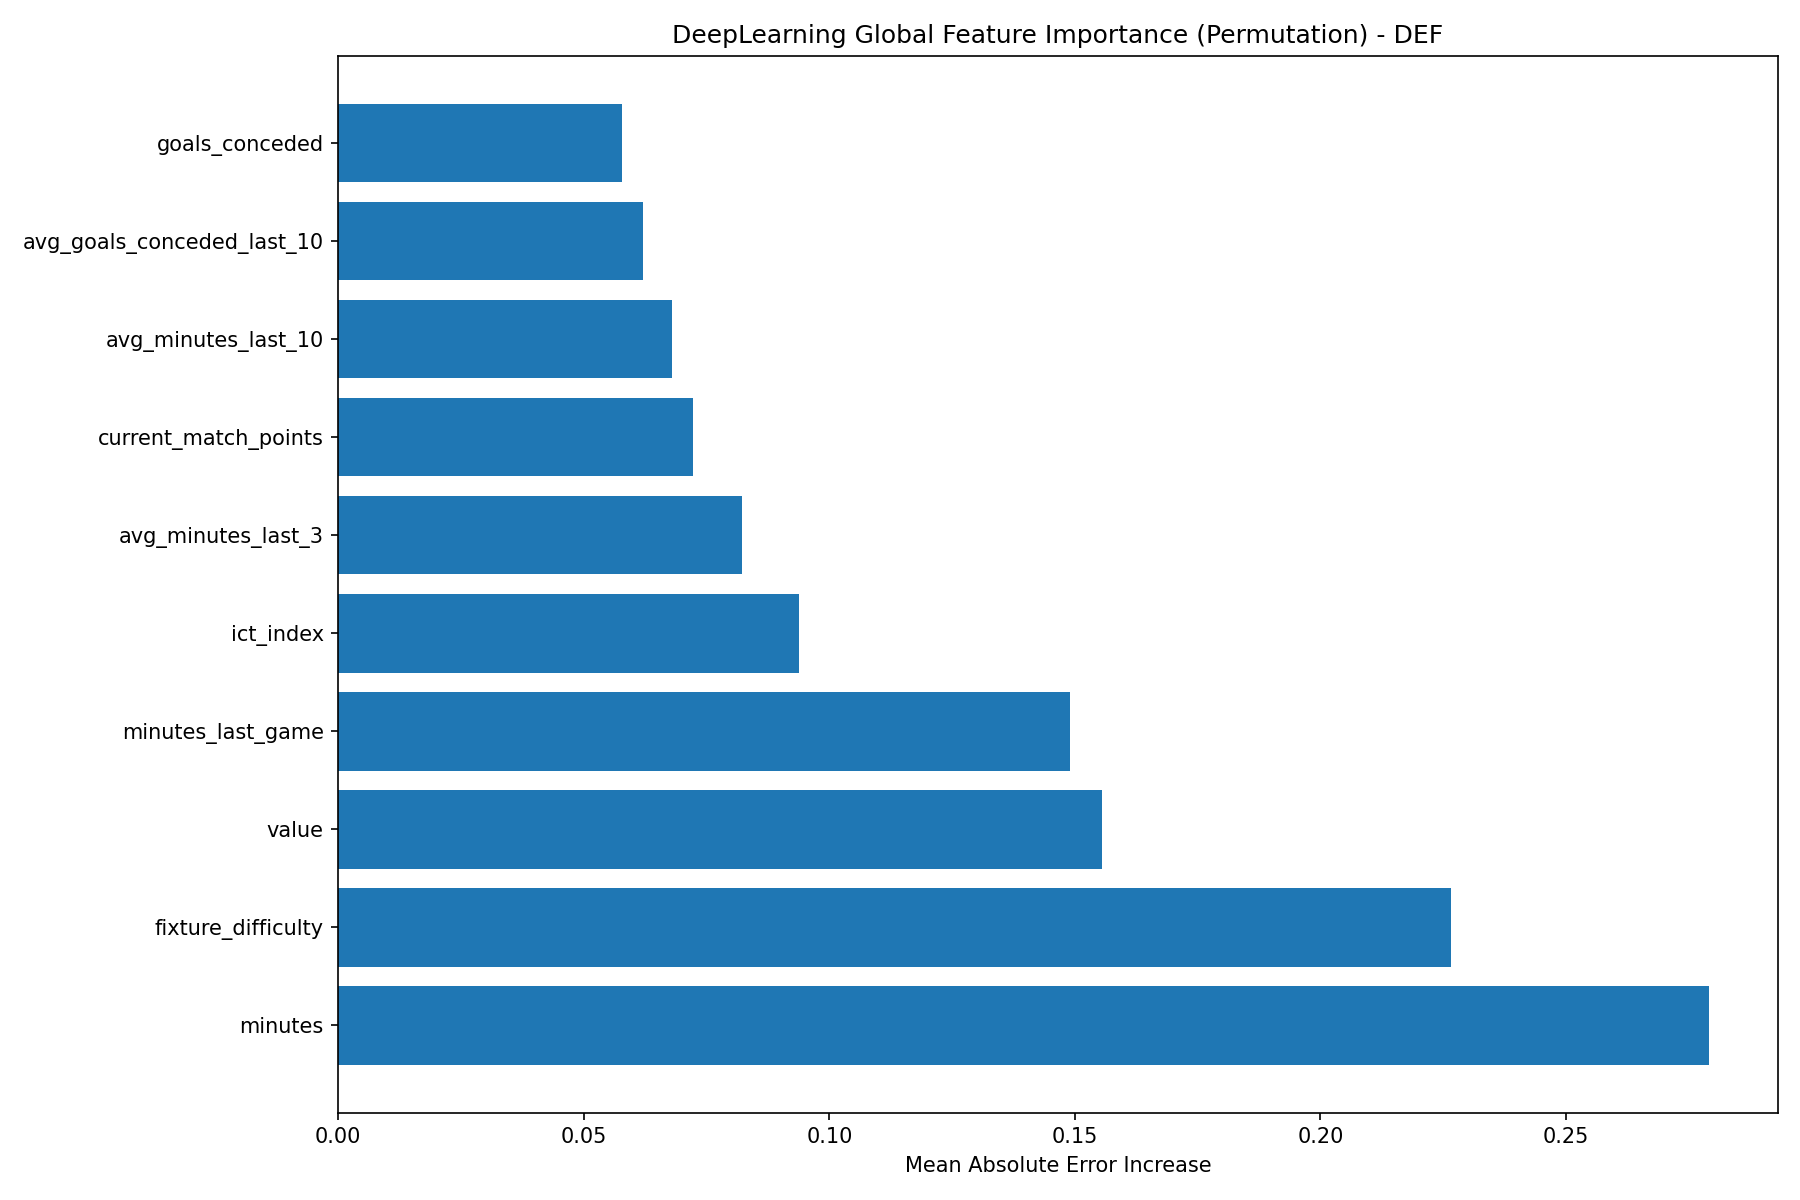 DeepLearning Global Feature Importance (Permutation) - DEF
goals_conceded
avg_goals_conceded_last_10
avg_minutes_last_10
current_match_points
avg_minutes_last_3
ict_index
minutes_last_game
value
fixture_difficulty
minutes
0.00 0.05 0.10 0.15 0.20 0.25
Mean Absolute Error Increase